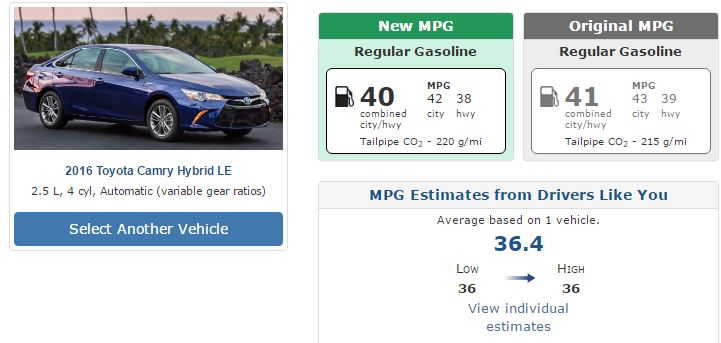 2016 Toyota Camry Hybrid LE
2.5 L, 4 cyl, Automatic (variable gear ratios)
Select Another Vehicle
New MPG
Regular Gasoline
40
combined
city/hwy
MPG
42 38
city hwy
Tailpipe CO2 - 220 g/mi
Original MPG
Regular Gasoline
41
combined
city/hwy
MPG
43 39
city hwy
Tailpipe CO2 - 215 g/mi
MPG Estimates from Drivers Like You
Average based on 1 vehicle.
36.4
Low High
36 36
View individual
estimates